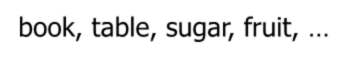 book, table, sugar, fruit, ...